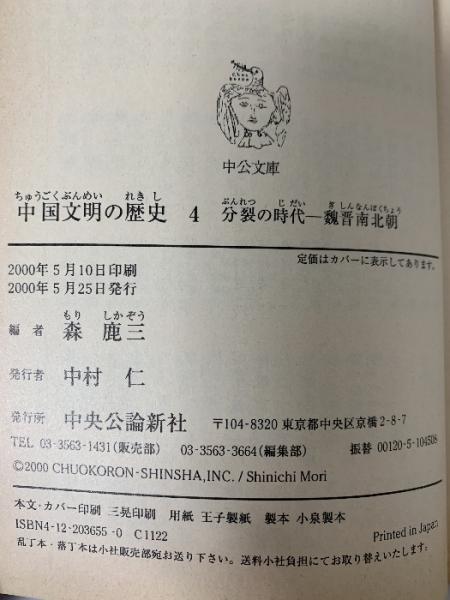 中公文庫
ちゅうごくぶんめい れきし ぶんれつ じだい ぎしんなんぼくちょう
中国文明の歴史 4 分裂の時代―魏晋南北朝
定価はカバーに表示してあります。
2000年5月10日印刷
2000年5月25日発行
もり しかぞう
編者 森 鹿三
発行者 中村 仁
発行所 中央公論新社 〒104-8320 東京都中央区京橋2-8-7
TEL 03-3563-1431(販売部) 03-3563-3664(編集部) 振替 00120-5-104508
©2000 CHUOKORON-SHINSHA,INC. / Shinichi Mori
本文・カバー印刷 三晃印刷 用紙 王子製紙 製本 小泉製本
ISBN4-12-203655-0 C1122
Printed in Japan
乱丁本・落丁本は小社販売部宛お送り下さい。送料小社負担にてお取り替えいたします。